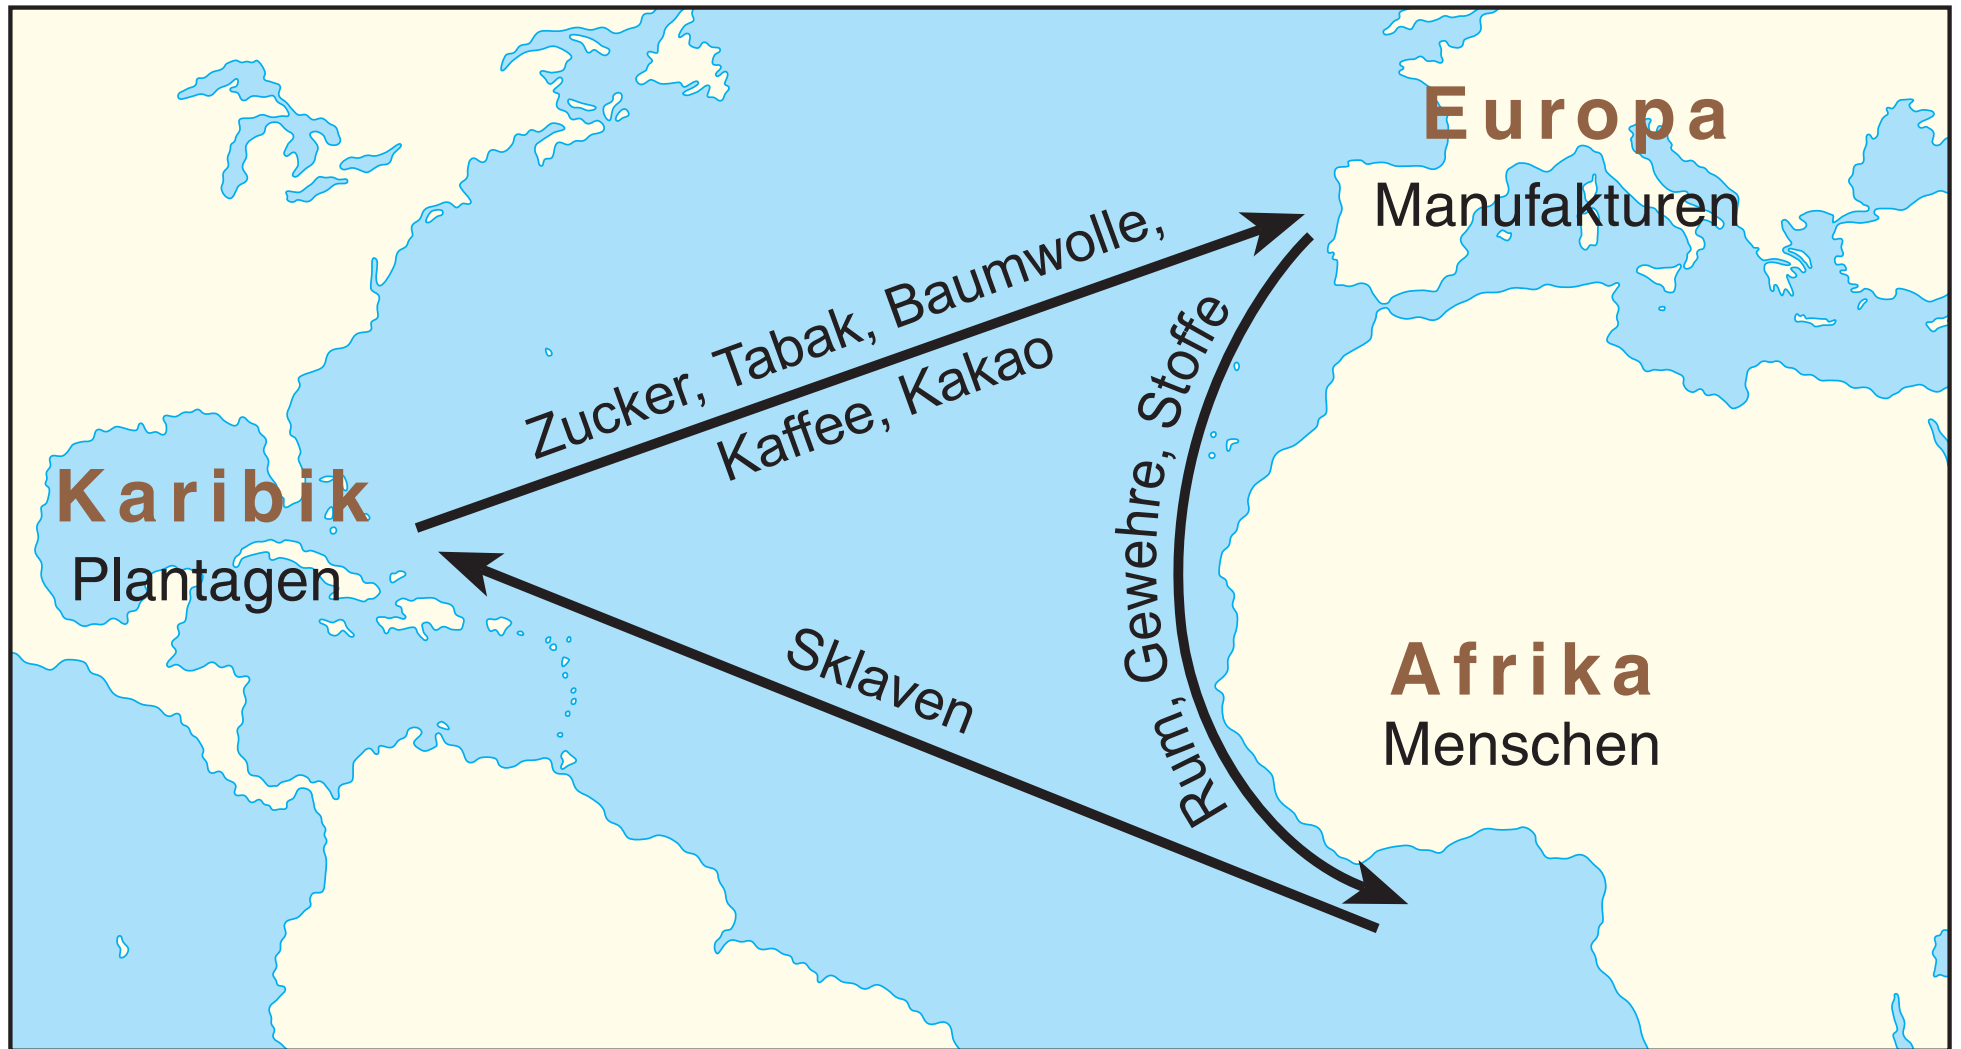 Europa
Manufakturen
Zucker, Tabak, Baumwolle,
Kaffee, Kakao
Rum, Gewehre, Stoffe
Karibik
Plantagen
Sklaven
Afrika
Menschen